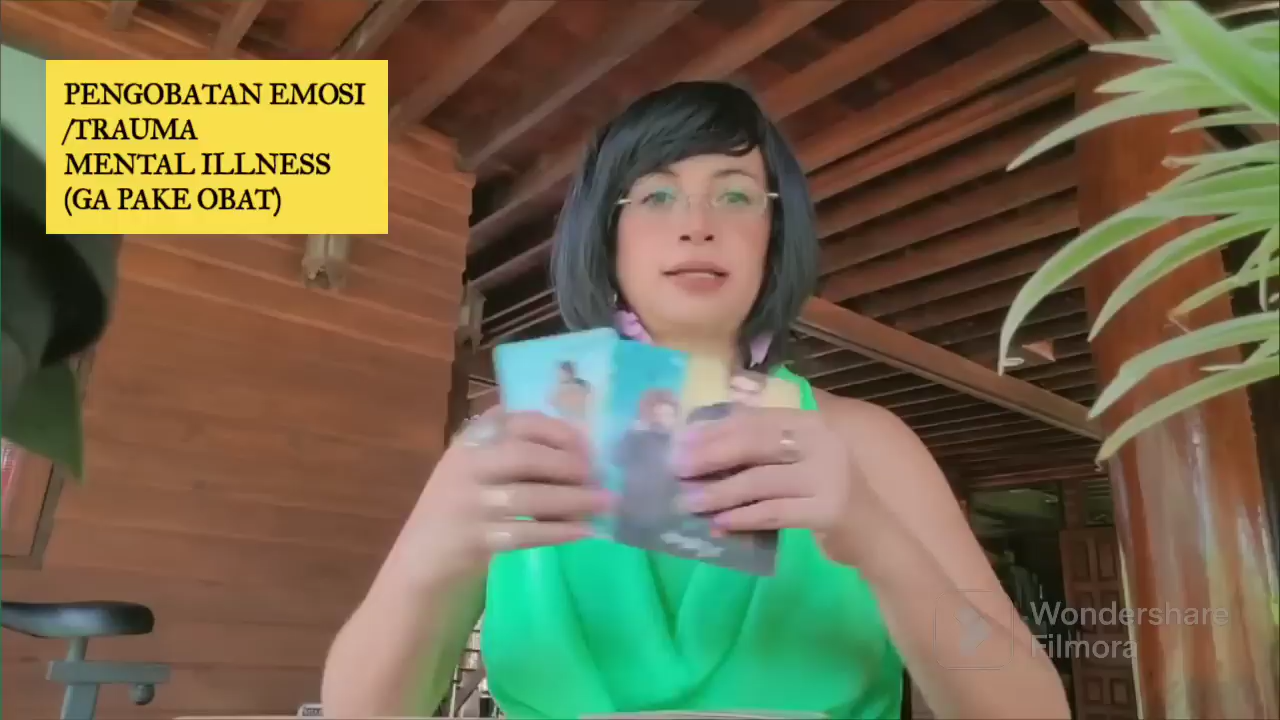 PENGOBATAN EMOSI
/TRAUMA
MENTAL ILLNESS
(GA PAKE OBAT)
Wondershare
Filmora